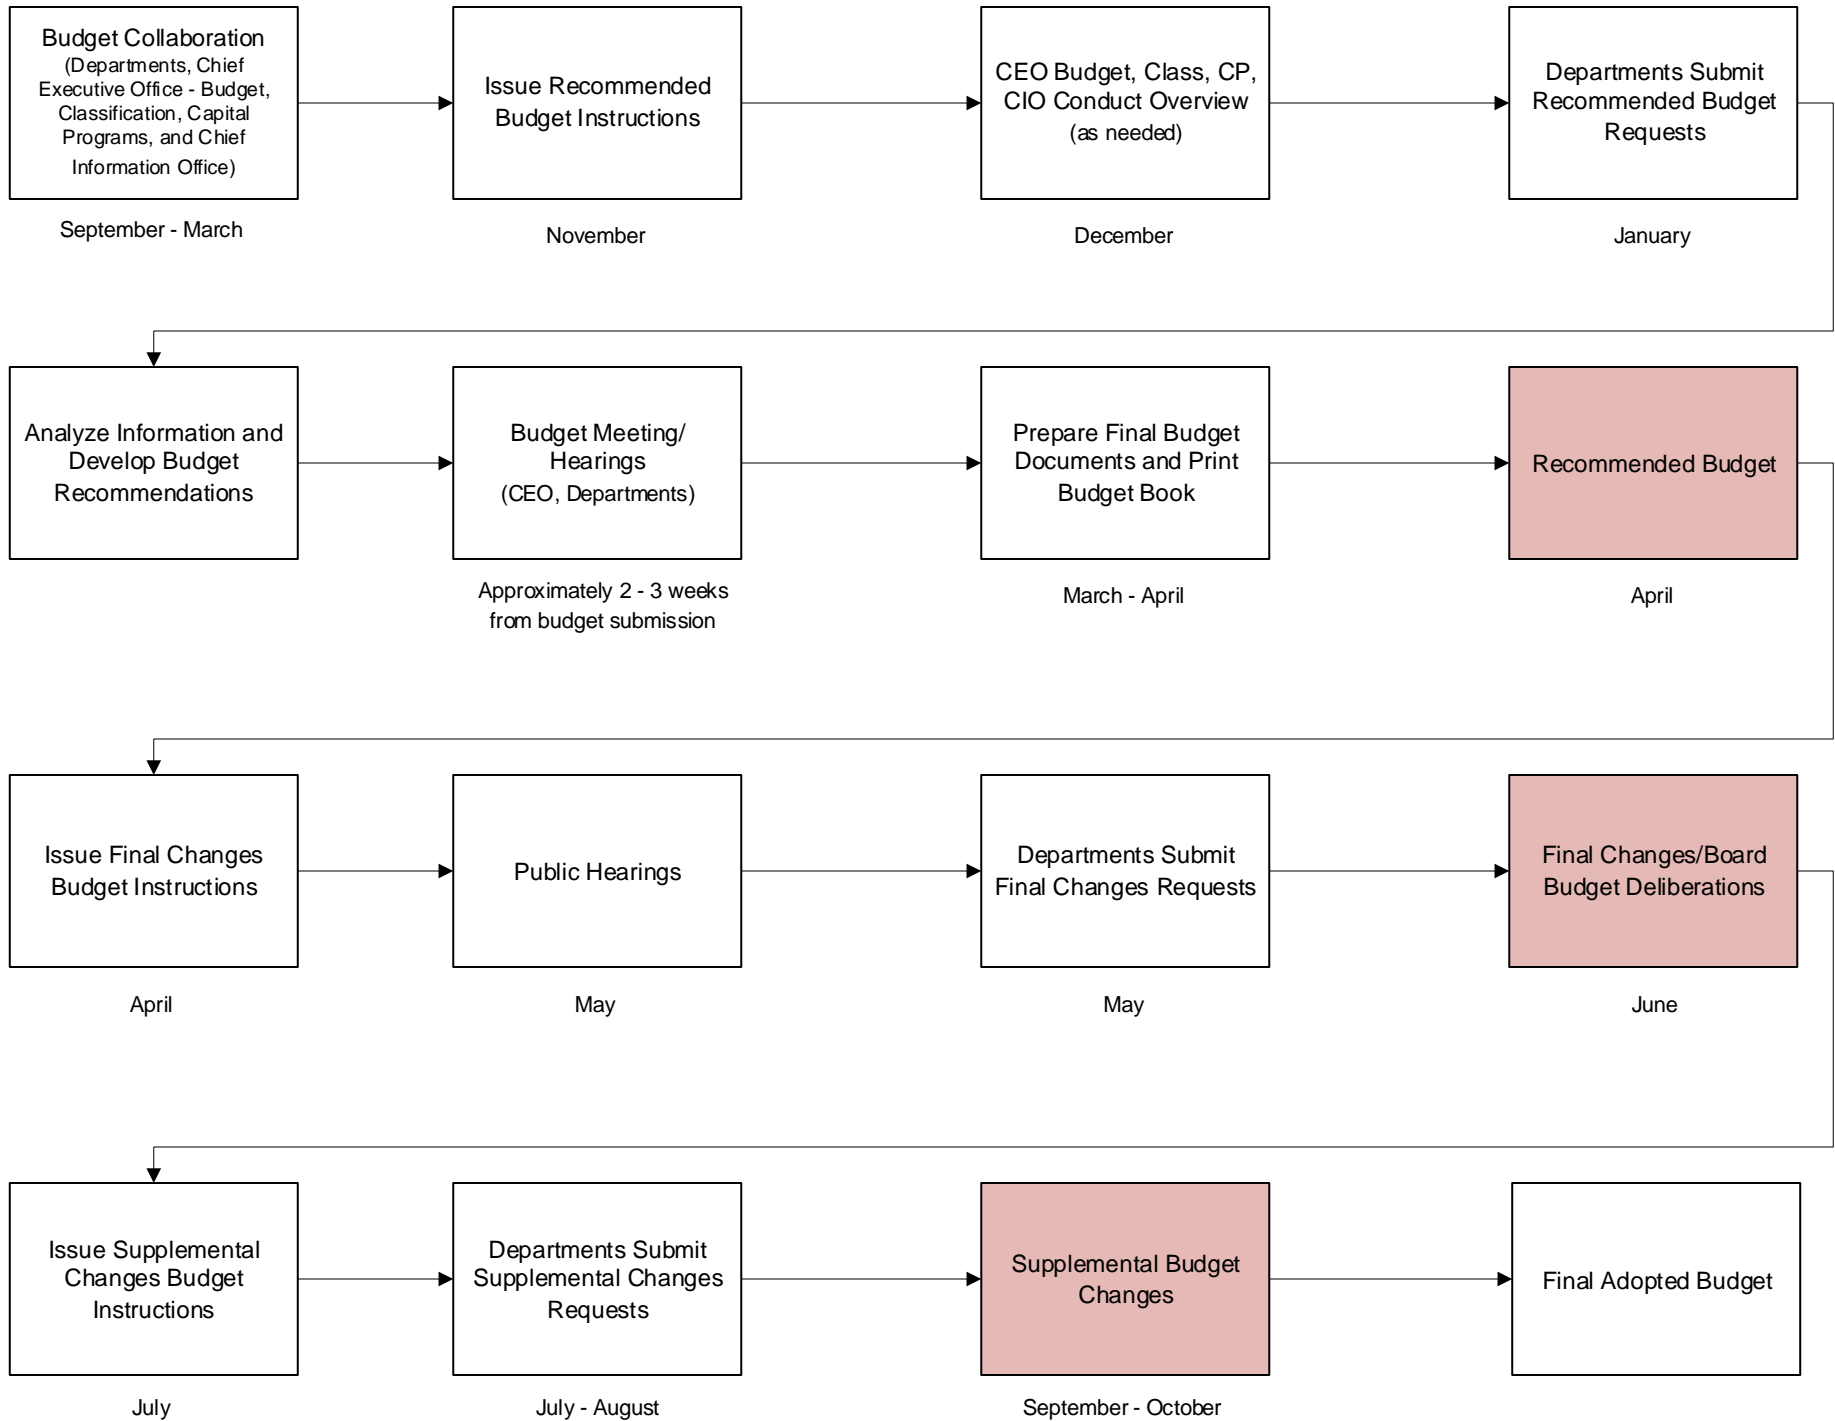 Budget Collaboration
(Departments, Chief
Executive Office - Budget,
Classification, Capital
Programs, and Chief
Information Office)
September - March
Issue Recommended
Budget Instructions
November
CEO Budget, Class, CP,
CIO Conduct Overview
(as needed)
December
Departments Submit
Recommended Budget
Requests
January
Analyze Information and
Develop Budget
Recommendations
Budget Meeting/
Hearings
(CEO, Departments)
Approximately 2 - 3 weeks
from budget submission
Prepare Final Budget
Documents and Print
Budget Book
March - April
Recommended Budget
April
Issue Final Changes
Budget Instructions
April
Public Hearings
May
Departments Submit
Final Changes Requests
May
Final Changes/Board
Budget Deliberations
June
Issue Supplemental
Changes Budget
Instructions
July
Departments Submit
Supplemental Changes
Requests
July - August
Supplemental Budget
Changes
September - October
Final Adopted Budget